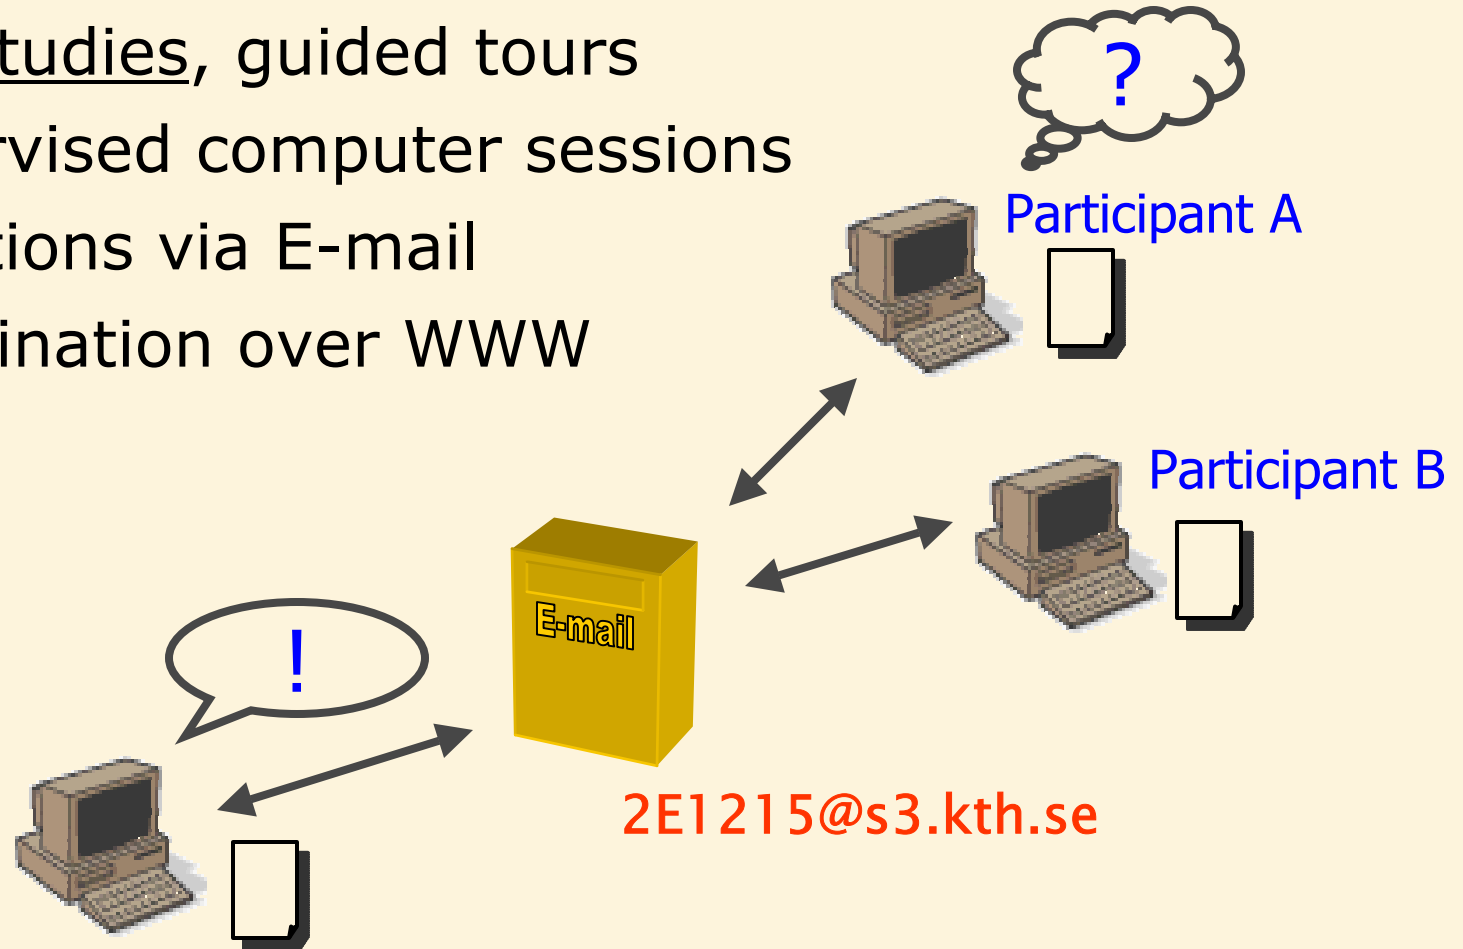 tudies, guided tours
rvised computer sessions
tions via E-mail
ination over WWW
?
Participant A
Participant B
E-mail
!
2E1215@s3.kth.se